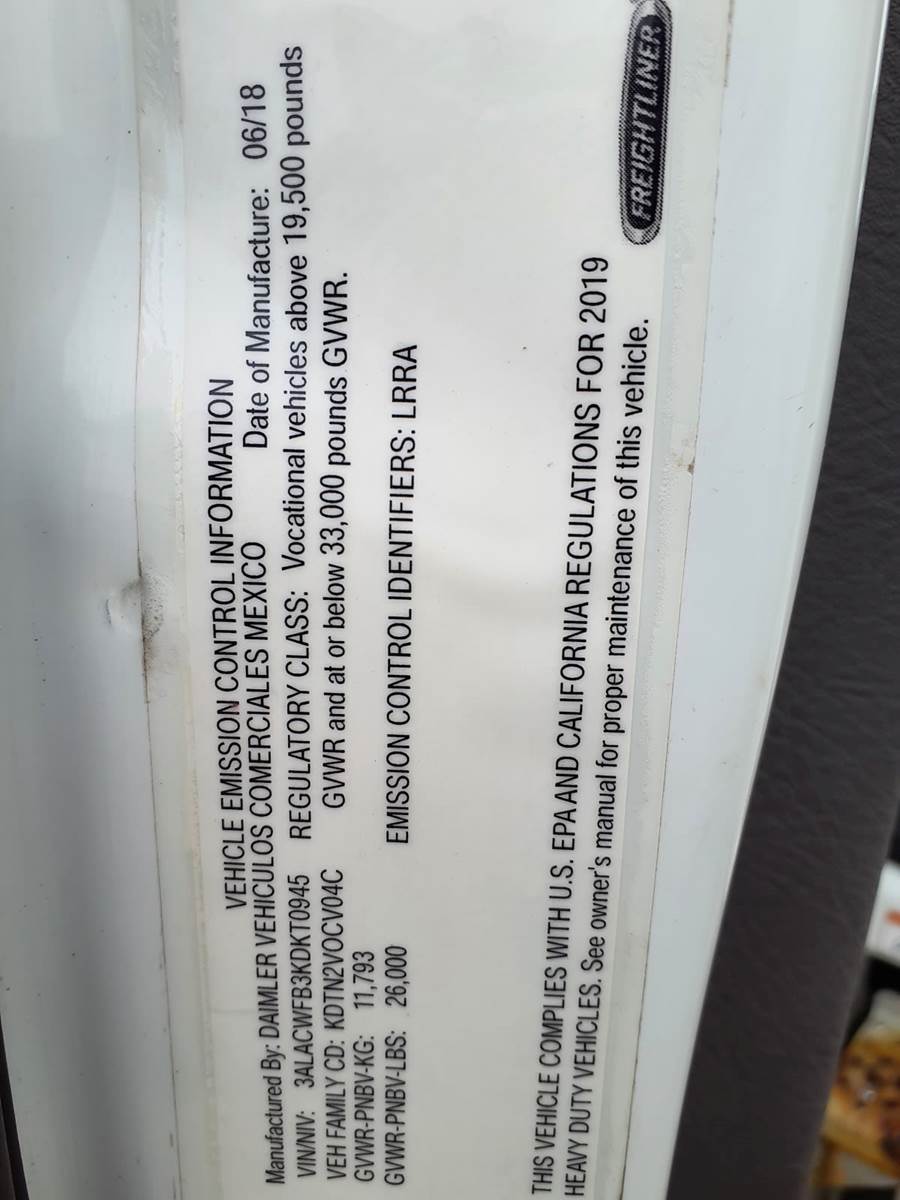 VEHICLE EMISSION CONTROL INFORMATION
Manufactured By: DAIMLER VEHICULOS COMERCIALES MEXICO Date of Manufacture: 06/18
VIN/NIV: 3ALACWFB3KDKT0945 REGULATORY CLASS: Vocational vehicles above 19,500 pounds
VEH FAMILY CD: KDTN2VOCV04C GVWR and at or below 33,000 pounds GVWR.
GVWR-PNBV-KG: 11,793
GVWR-PNBV-LBS: 26,000 EMISSION CONTROL IDENTIFIERS: LRRA
THIS VEHICLE COMPLIES WITH U.S. EPA AND CALIFORNIA REGULATIONS FOR 2019
HEAVY DUTY VEHICLES. See owner's manual for proper maintenance of this vehicle.
FREIGHTLINER